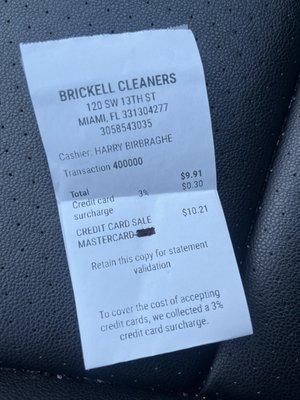 BRICKELL CLEANERS
120 SW 13TH ST
MIAMI, FL 331304277
3058543035
Cashier: HARRY BIRBRAGHE
Transaction 400000
Total $9.91
Credit card surcharge 3% $0.30
CREDIT CARD SALE $10.21
MASTERCARD
Retain this copy for statement
validation
To cover the cost of accepting
credit cards, we collected a 3%
credit card surcharge.